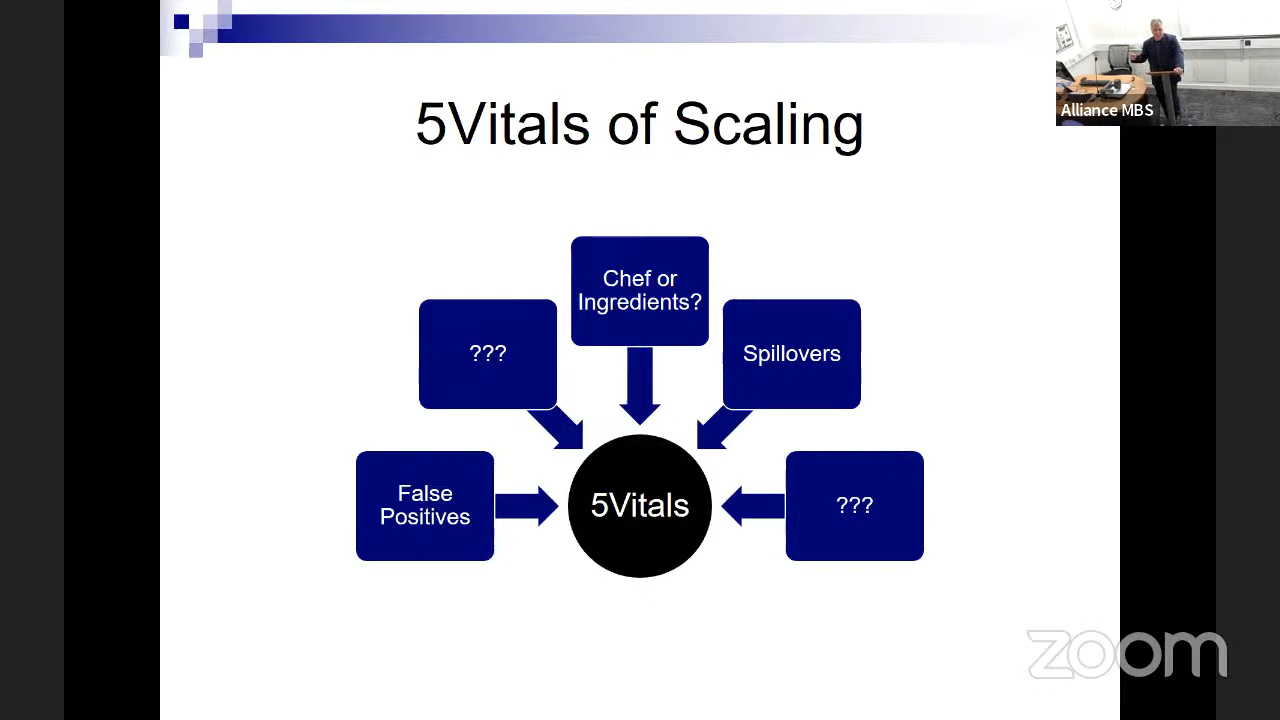 5Vitals of Scaling
Alliance MBS
Chef or
Ingredients?
???
Spillovers
False
Positives
5Vitals
???
zoom